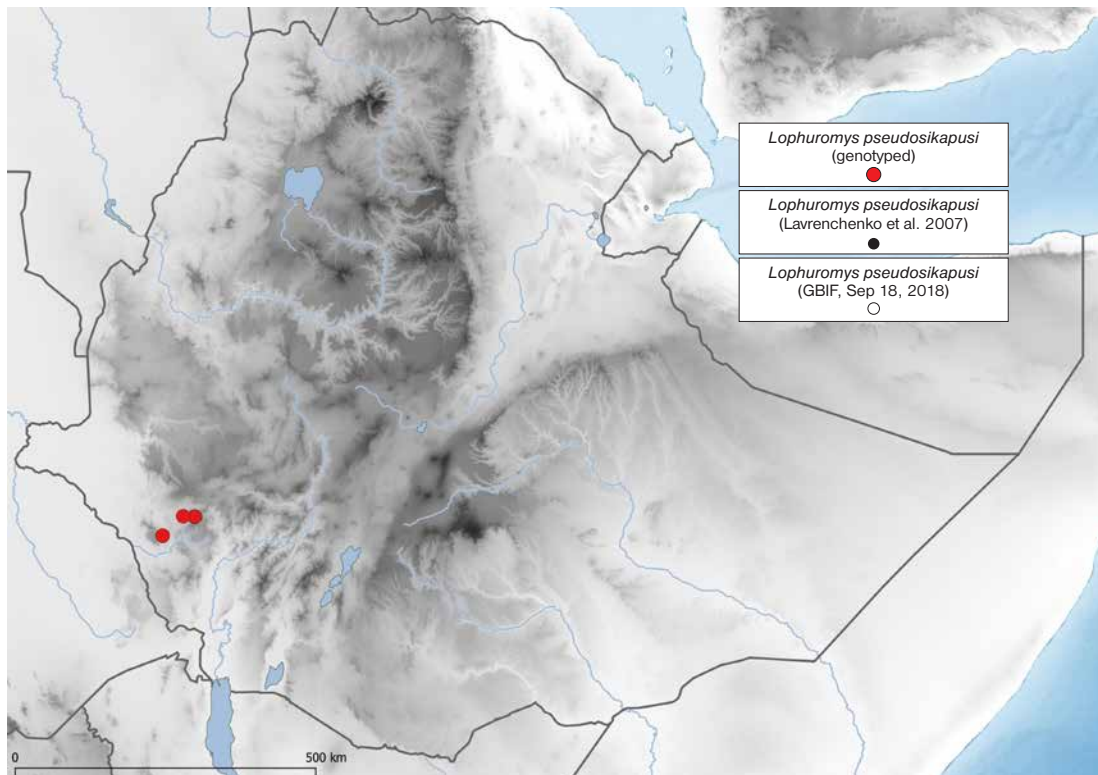 Lophuromys pseudosikapusi
(genotyped)
Lophuromys pseudosikapusi
(Lavrenchenko et al. 2007)
Lophuromys pseudosikapusi
(GBIF, Sep 18, 2018)
0
500 km